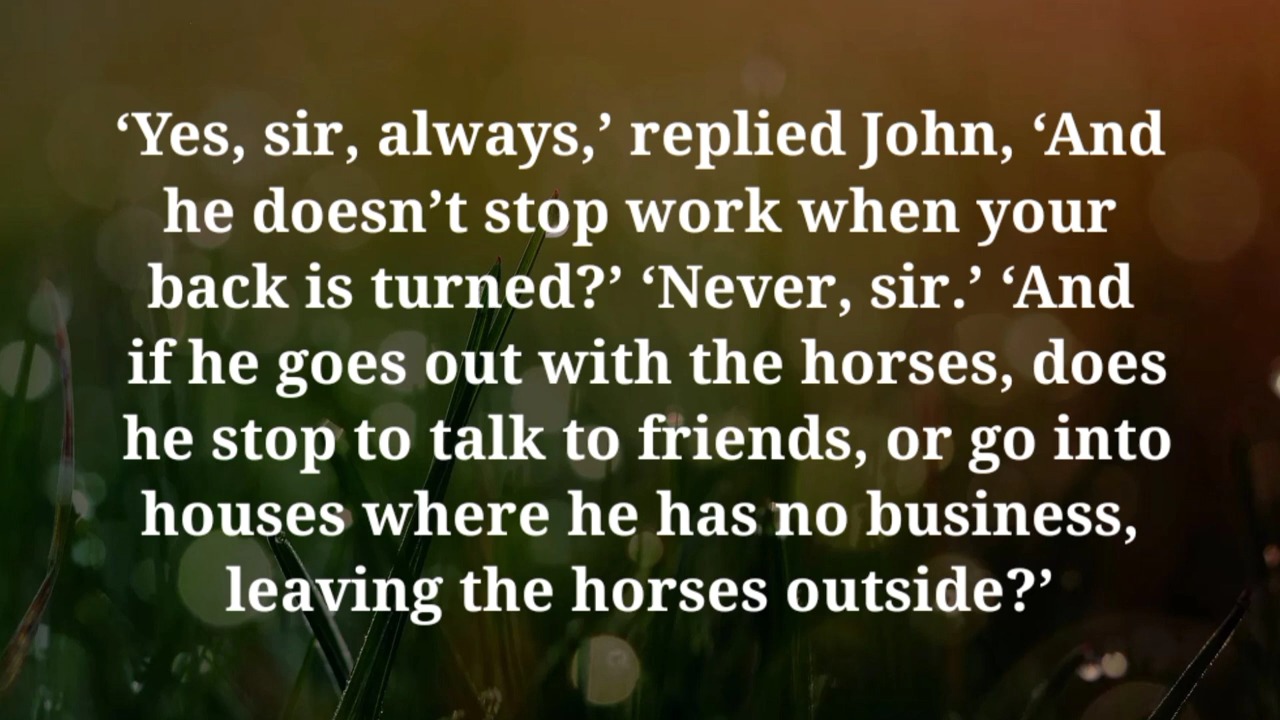 ‘Yes, sir, always,’ replied John, ‘And
he doesn’t stop work when your
back is turned?’ ‘Never, sir.’ ‘And
if he goes out with the horses, does
he stop to talk to friends, or go into
houses where he has no business,
leaving the horses outside?’